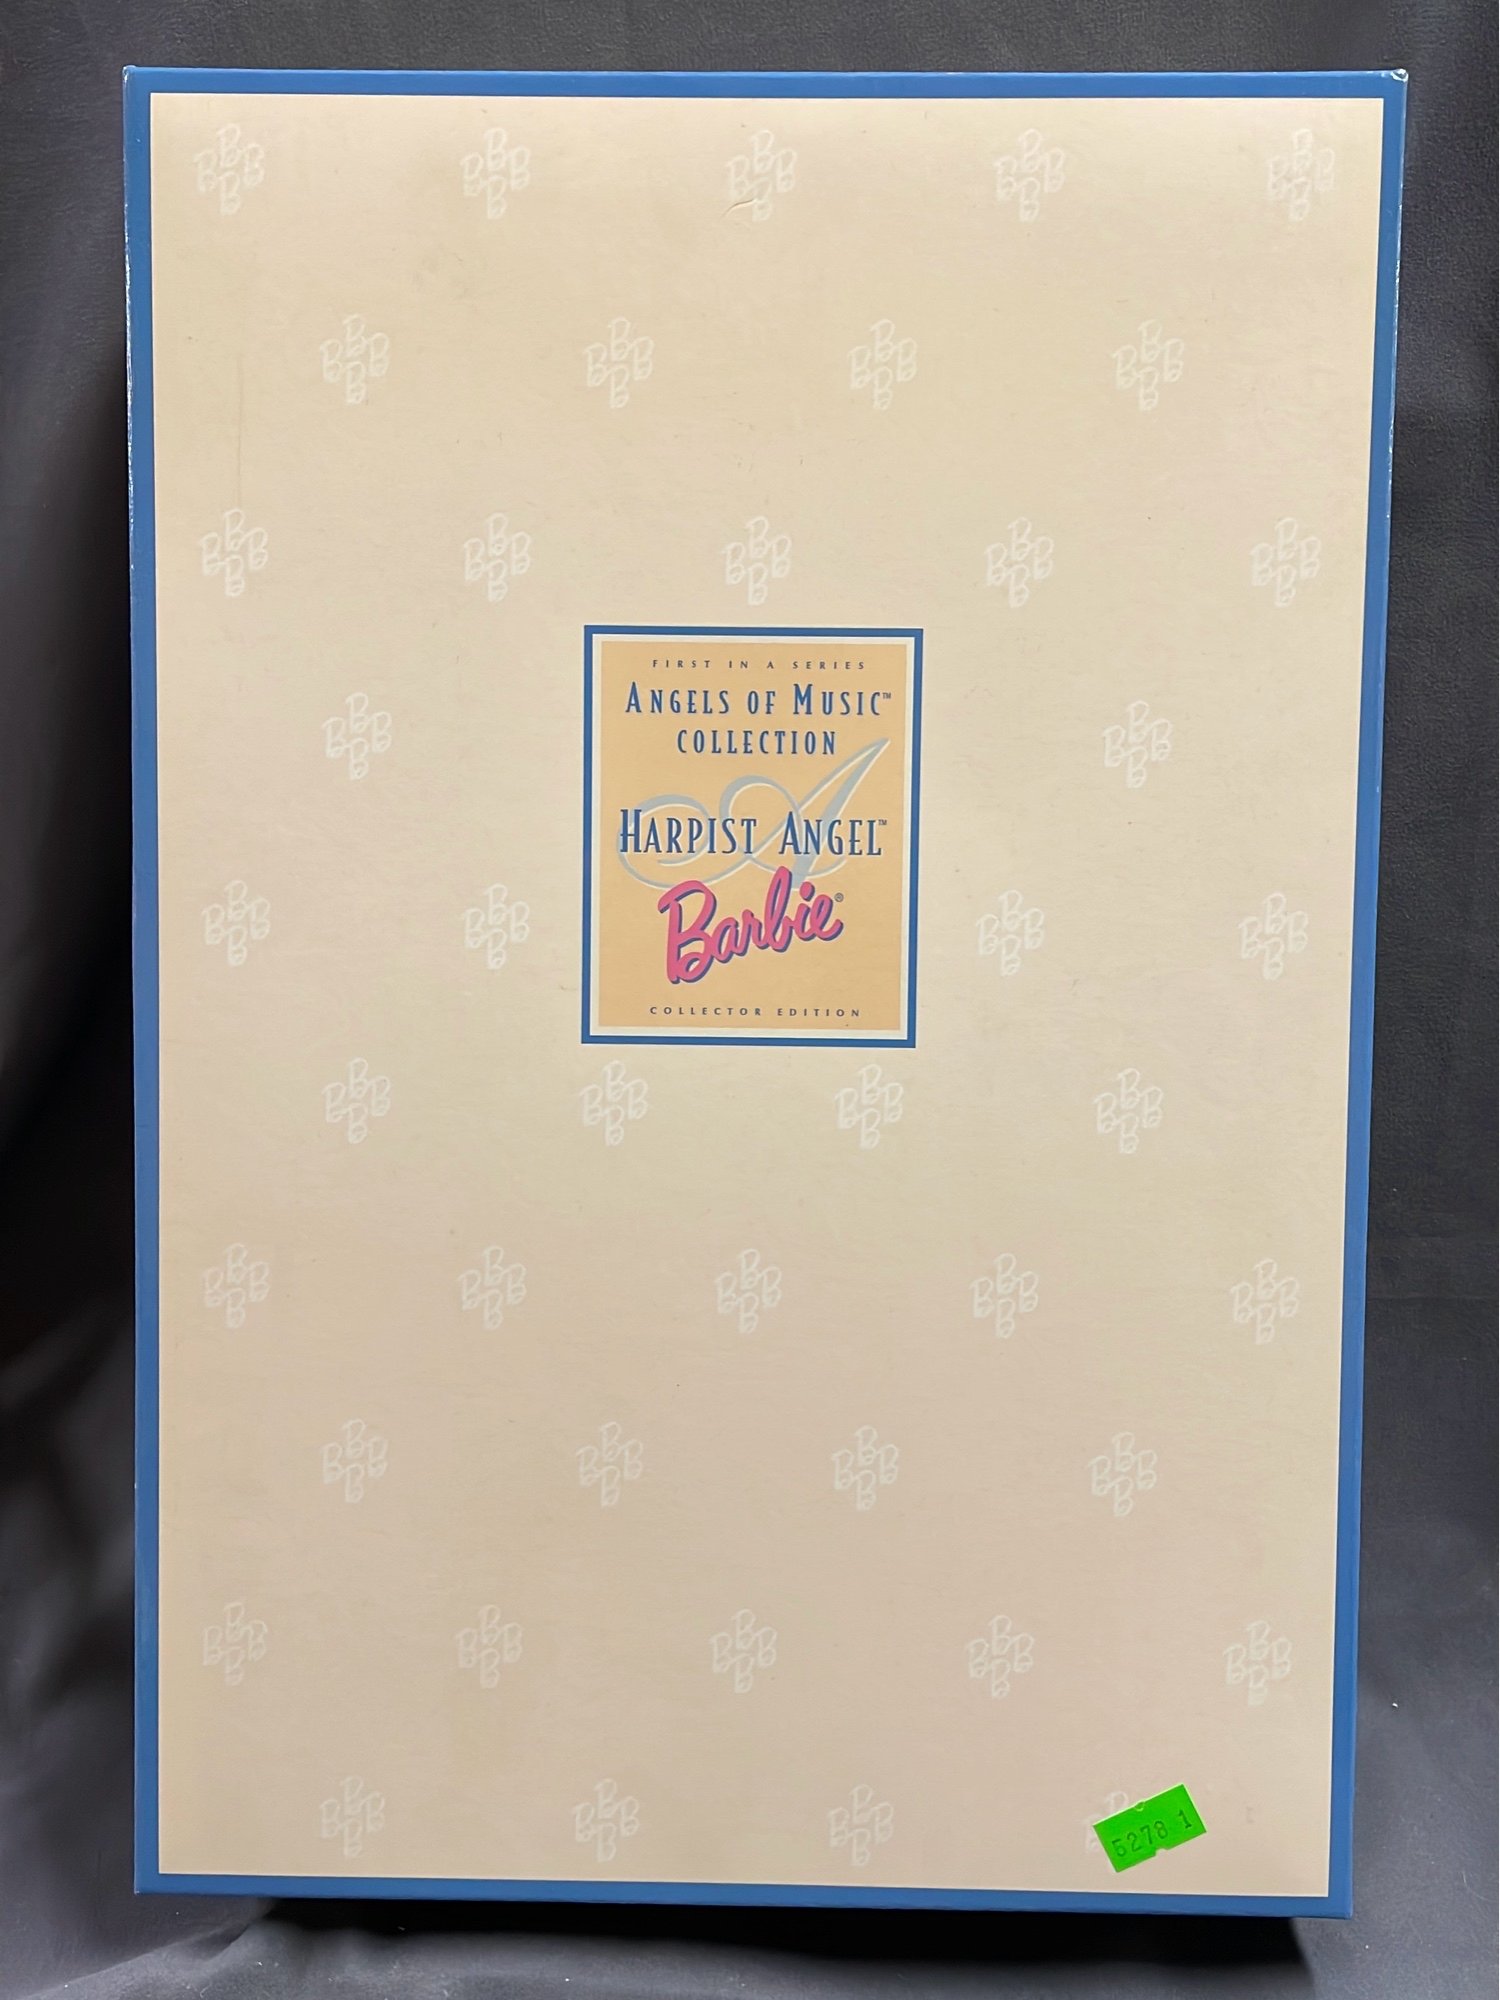 FIRST IN A SERIES
ANGELS OF MUSIC™
COLLECTION
A
HARPIST ANGEL™
Barbie®
COLLECTOR EDITION
5278 1